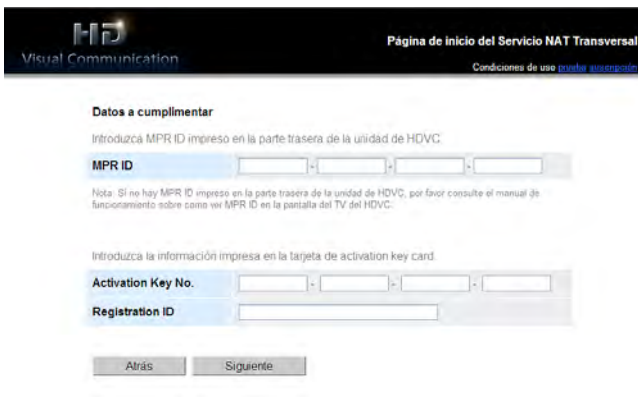 HD
Visual Communication
Página de inicio del Servicio NAT Transversal
Condiciones de uso prueba suscripción
Datos a cumplimentar
Introduzca MPR ID impreso en la parte trasera de la unidad de HDVC.
MPR ID - - -
Nota: Si no hay MPR ID impreso en la parte trasera de la unidad de HDVC, por favor consulte el manual de
funcionamiento sobre como ver MPR ID en la pantalla del TV del HDVC.
Introduzca la información impresa en la tarjeta de activation key card.
Activation Key No. - - -
Registration ID
Atrás Siguiente